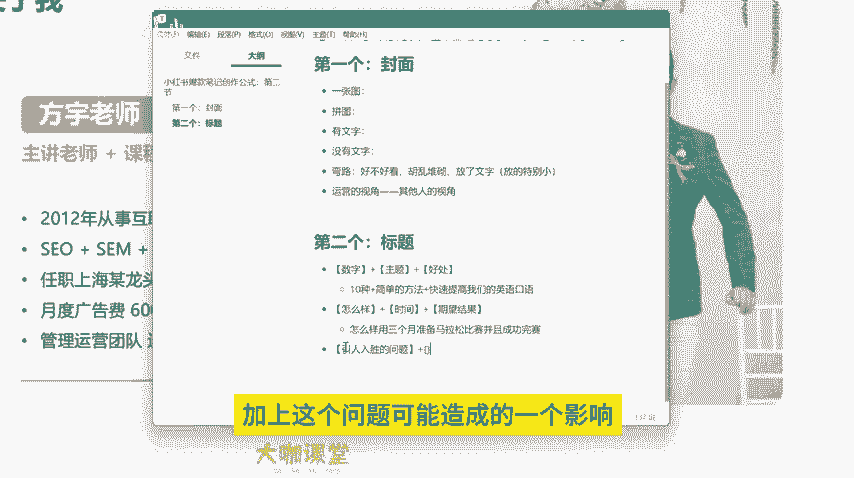 方宇老师
主讲老师 + 课程
2012年从事互联
SEO + SEM +
任职上海某龙头
月度广告费 600
管理运营团队
编辑(E) 段落(P) 格式(O) 视图(V) 主题(T) 帮助(H)
文件 大纲
小红书爆款笔记创作公式：第二
节
第一个：封面
第二个：标题
第一个：封面
一张图：
拼图：
有文字：
没有文字：
弯路：好不好看、胡乱堆砌、放了文字（放的特别小）
运营的视角——其他人的视角
第二个：标题
【数字】+【主题】+【好处】
10种+简单的方法+快速提高我们的英语口语
【怎么样】+【时间】+【期望结果】
怎么样用三个月准备马拉松比赛并且成功完赛
【引人入胜的问题】+{}
加上这个问题可能造成的一个影响
大咖课堂